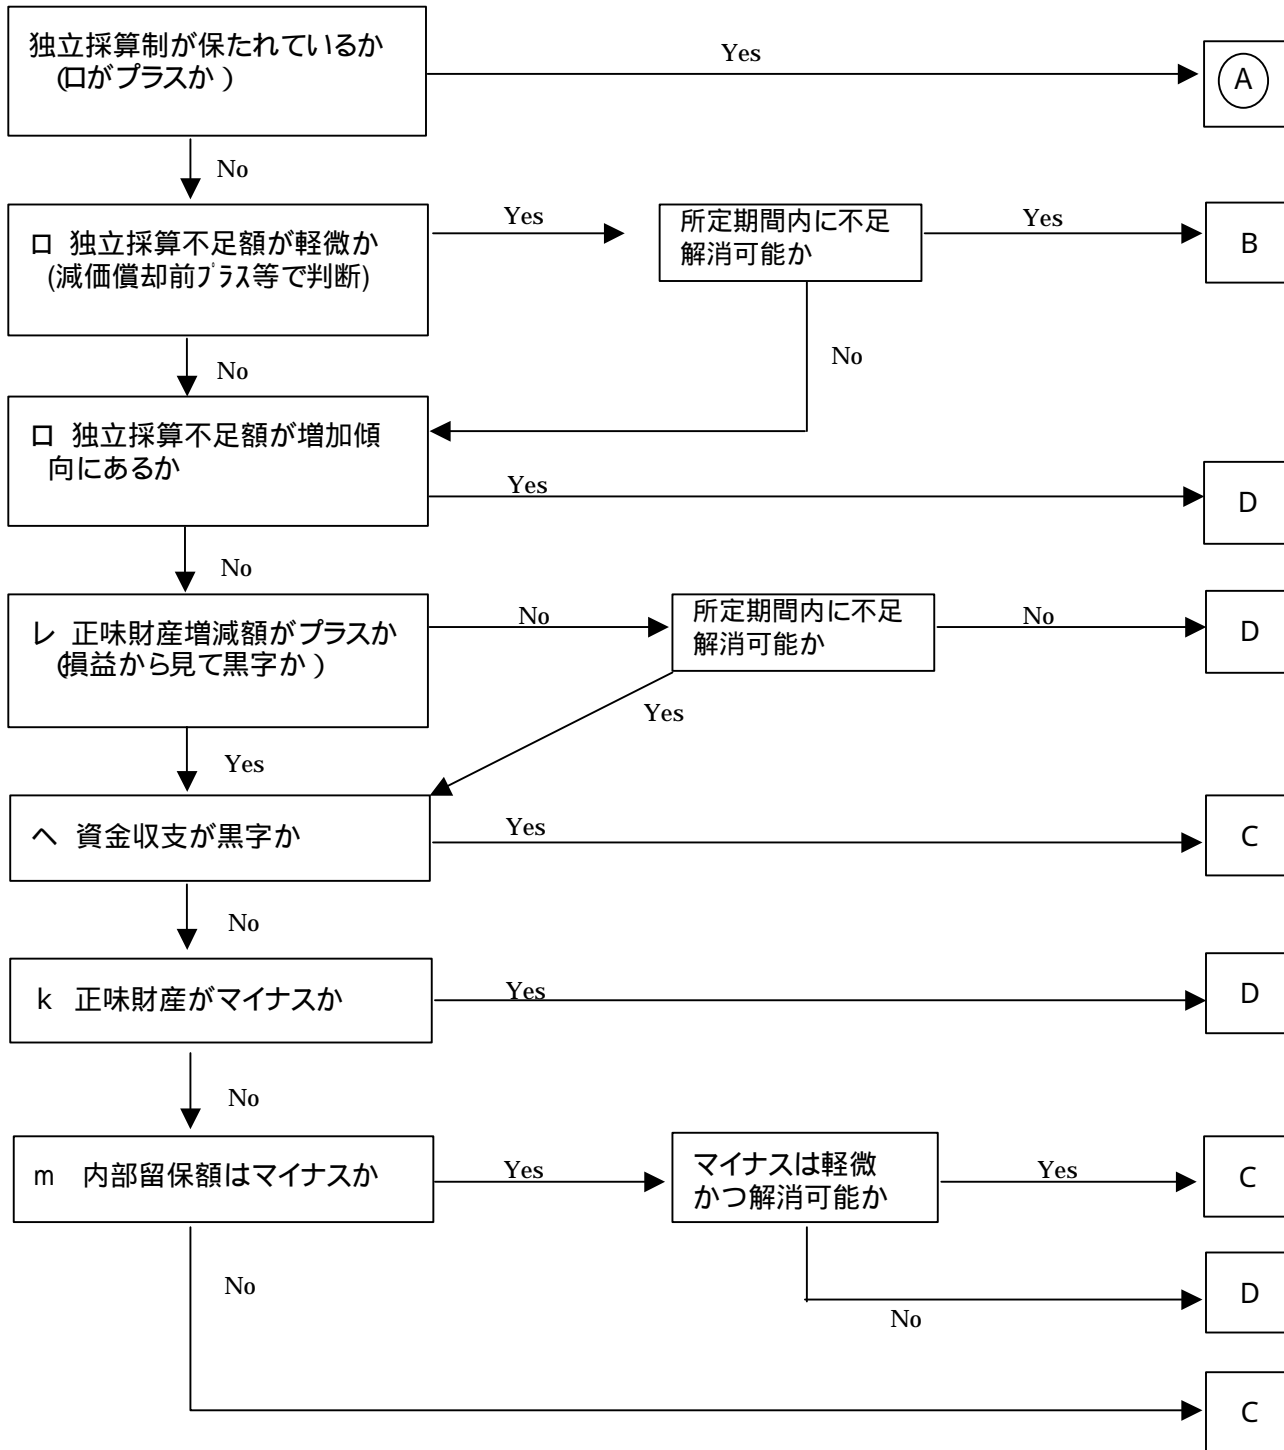 独立採算制が保たれているか
(ロがプラスか)
Yes
A
No
ロ 独立採算不足額が軽微か
(減価償却前プラス等で判断)
Yes
所定期間内に不足
解消可能か
Yes
B
No
No
ロ 独立採算不足額が増加傾
向にあるか
Yes
D
No
レ 正味財産増減額がプラスか
(損益から見て黒字か)
No
所定期間内に不足
解消可能か
No
D
Yes
Yes
ヘ 資金収支が黒字か
Yes
C
No
k 正味財産がマイナスか
Yes
D
No
m 内部留保額はマイナスか
Yes
マイナスは軽微
かつ解消可能か
Yes
C
No
D
No
C